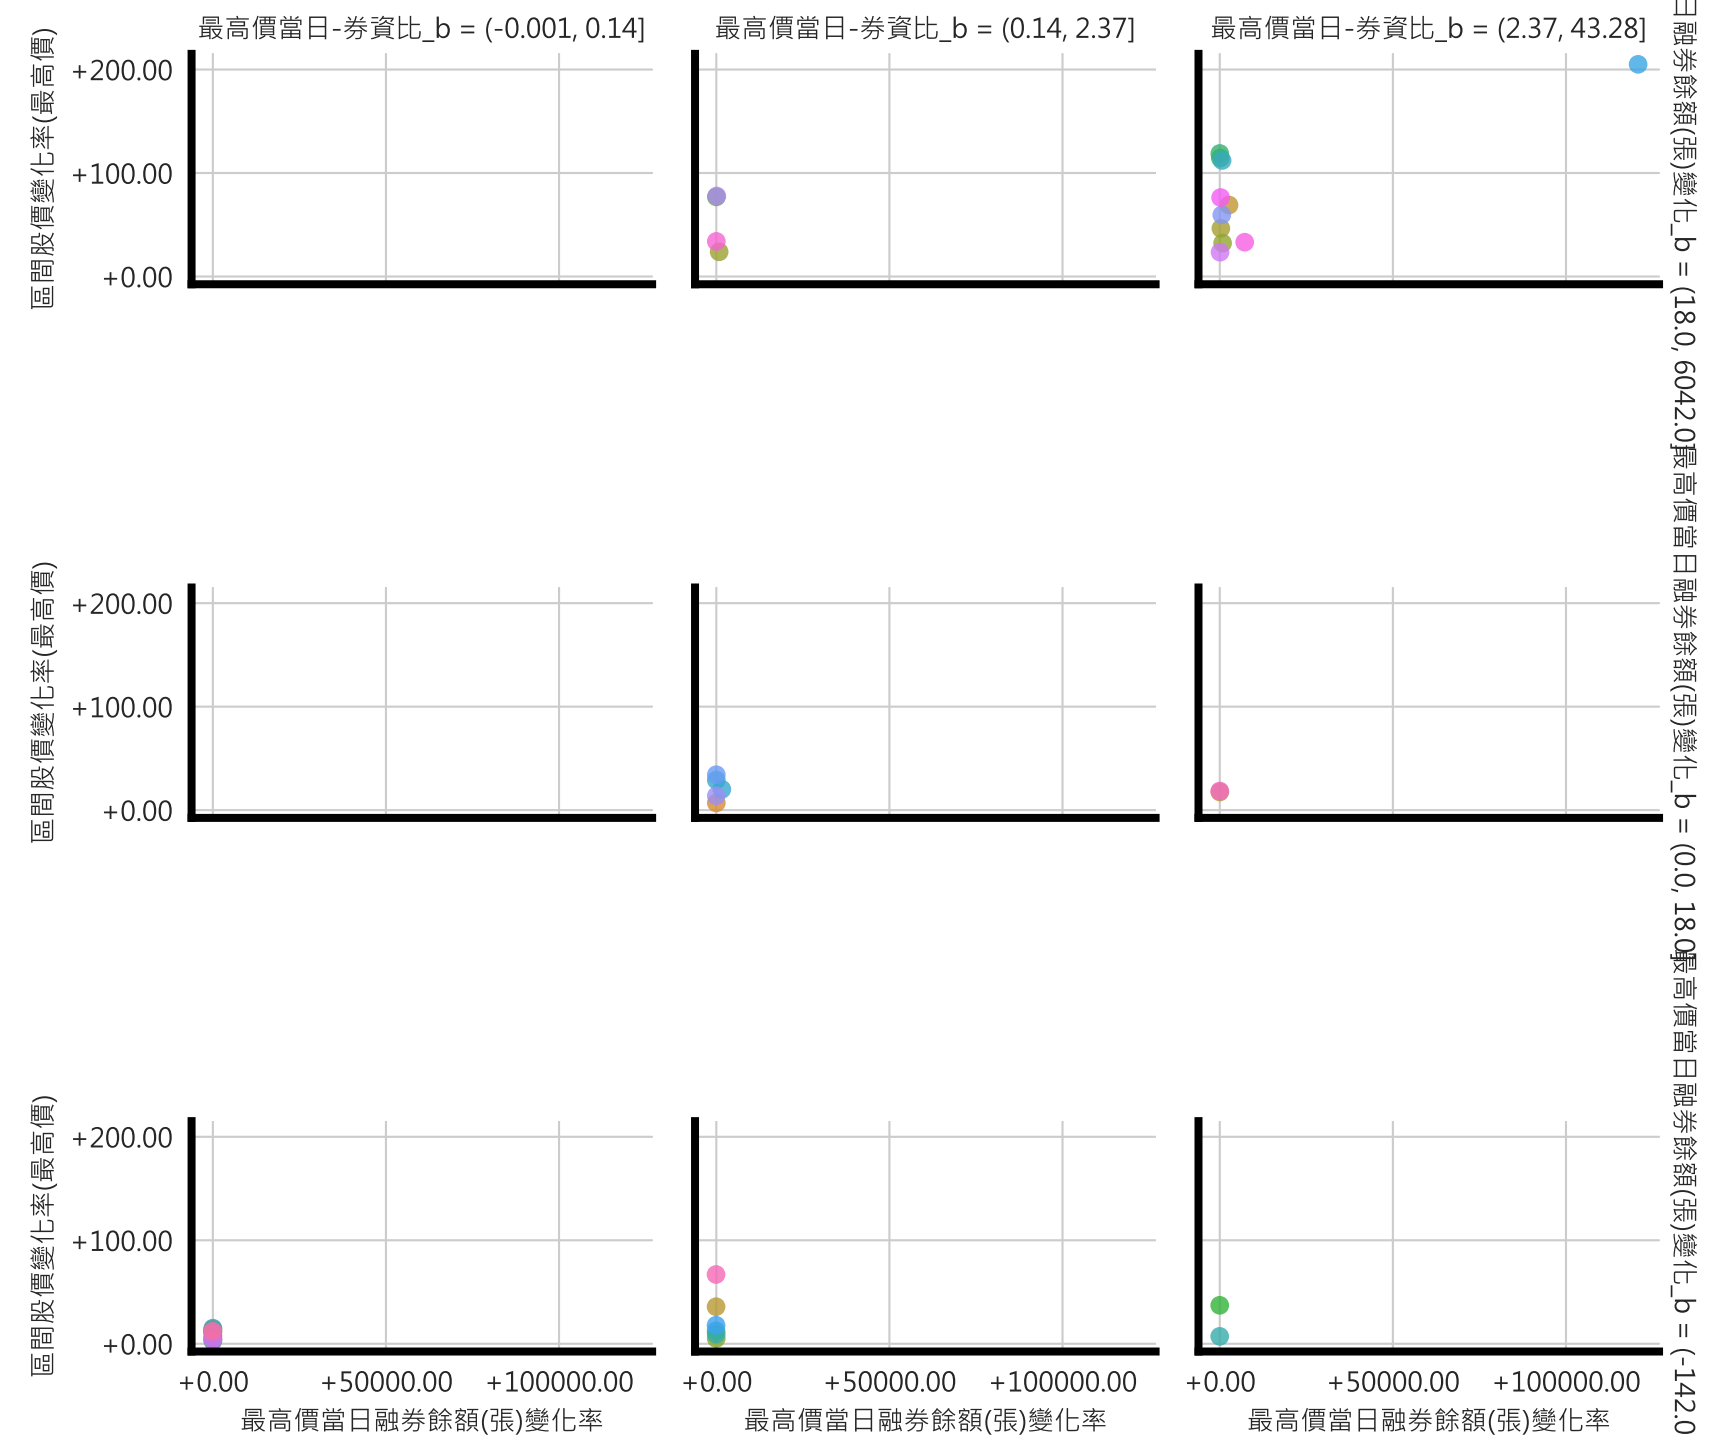 最高價當日-券資比_b = (-0.001, 0.14]
最高價當日-券資比_b = (0.14, 2.37]
最高價當日-券資比_b = (2.37, 43.28]
區間股價變化率(最高價)
+200.00
+100.00
+0.00
日融券餘額(張)變化_b = (18.0, 6042.0]
區間股價變化率(最高價)
+200.00
+100.00
+0.00
最高價當日融券餘額(張)變化_b = (0.0, 18.0]
區間股價變化率(最高價)
+200.00
+100.00
+0.00
最高價當日融券餘額(張)變化_b = (-142.0
+0.00
+50000.00
+100000.00
+0.00
+50000.00
+100000.00
+0.00
+50000.00
+100000.00
最高價當日融券餘額(張)變化率
最高價當日融券餘額(張)變化率
最高價當日融券餘額(張)變化率